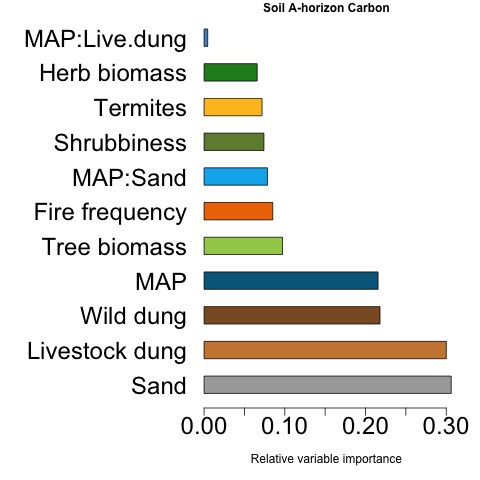 Soil A-horizon Carbon
MAP:Live.dung
Herb biomass
Termites
Shrubbiness
MAP:Sand
Fire frequency
Tree biomass
MAP
Wild dung
Livestock dung
Sand
0.00 0.10 0.20 0.30
Relative variable importance